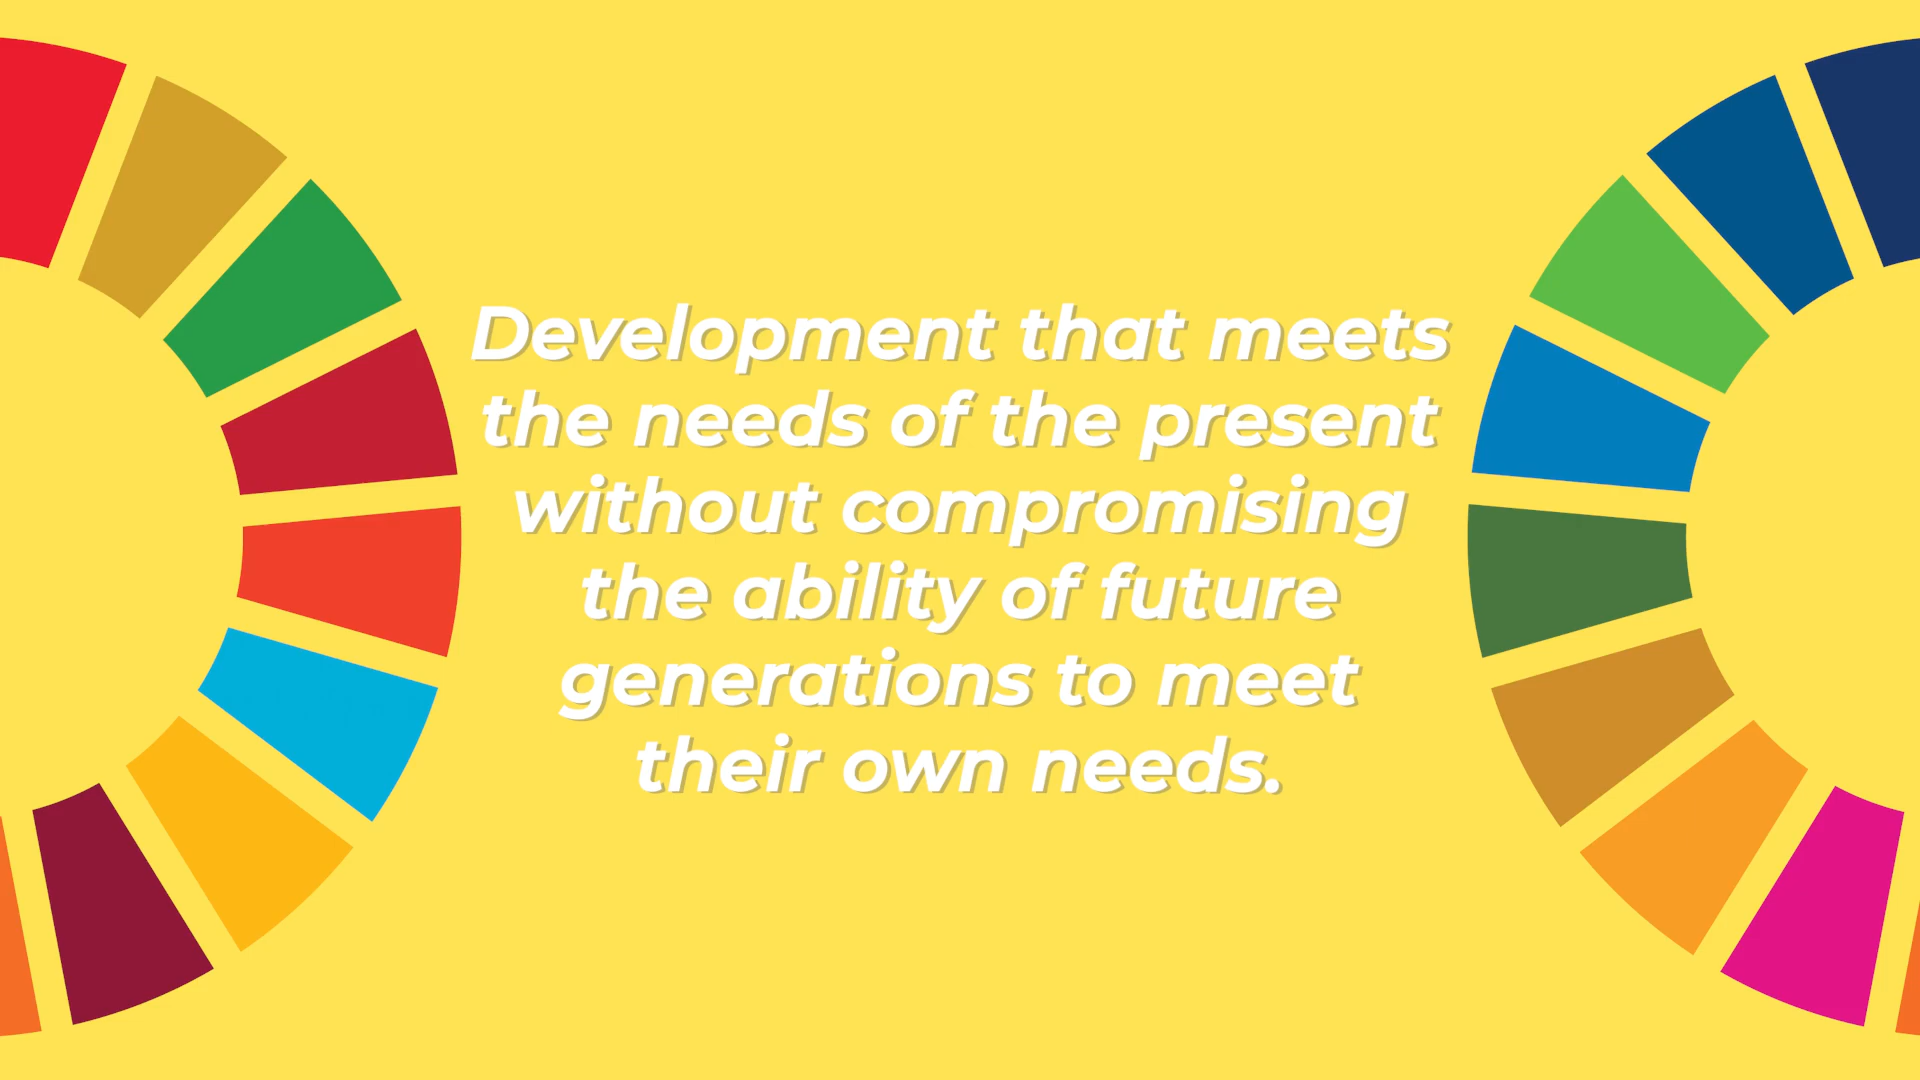 Development that meets
the needs of the present
without compromising
the ability of future
generations to meet
their own needs.